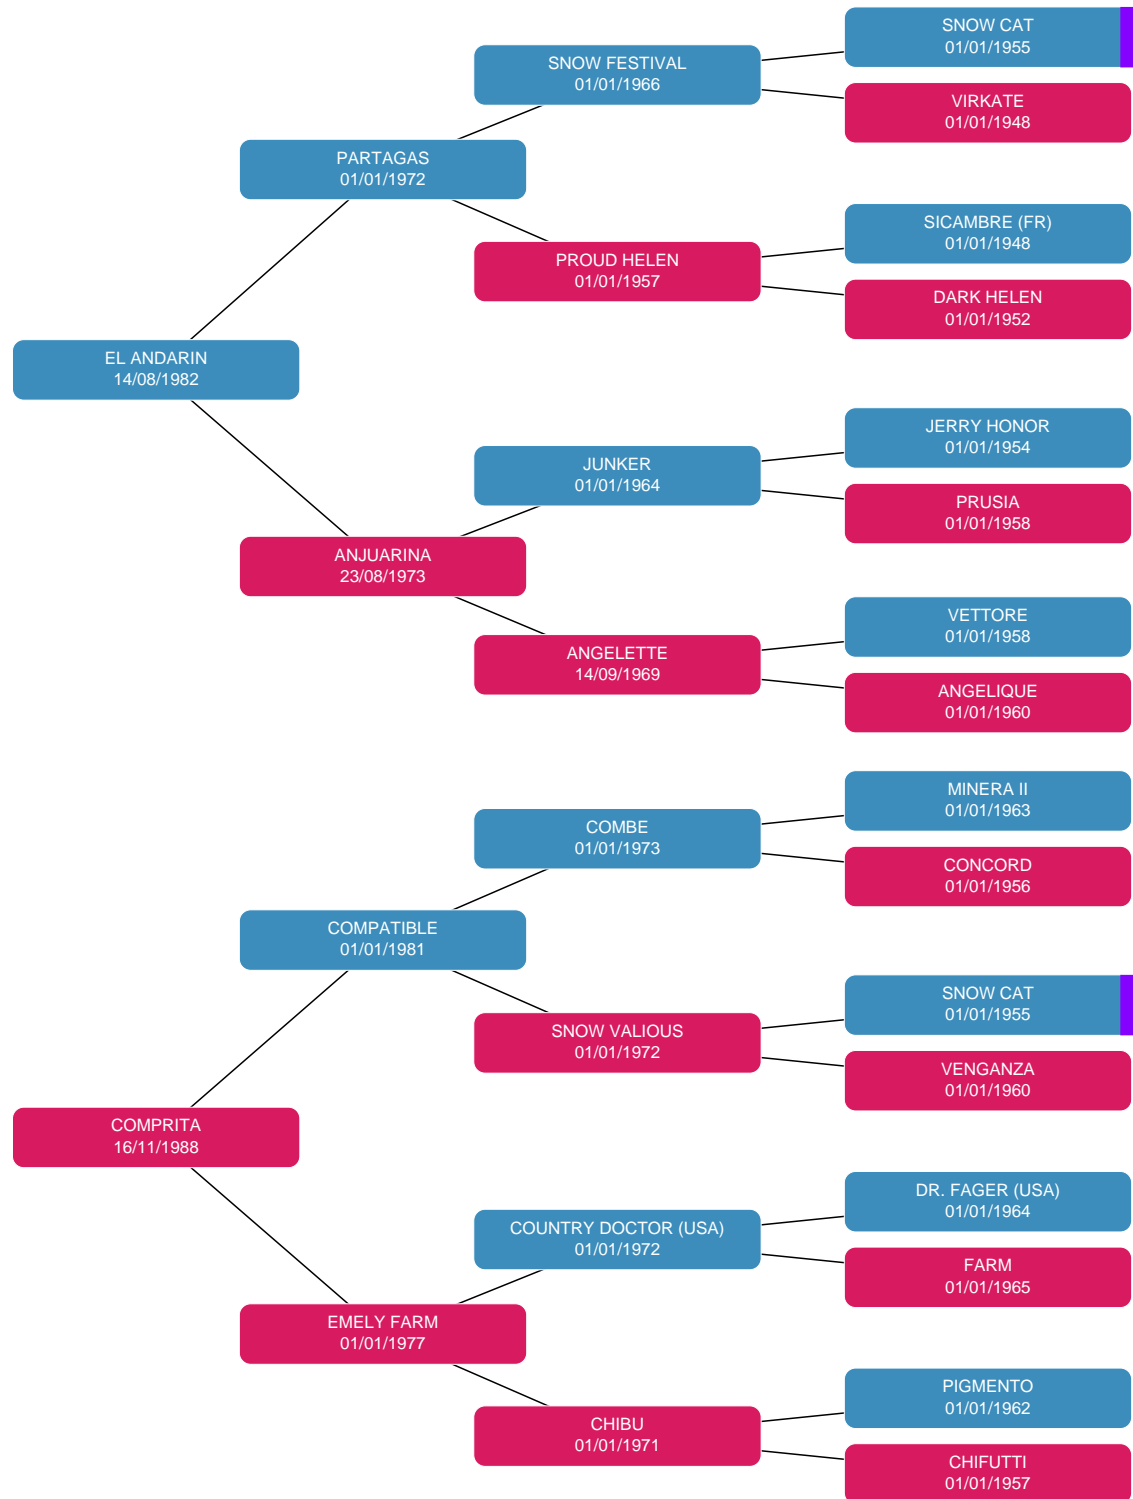 SNOW CAT
01/01/1955
SNOW FESTIVAL
01/01/1966
VIRKATE
01/01/1948
PARTAGAS
01/01/1972
SICAMBRE (FR)
01/01/1948
PROUD HELEN
01/01/1957
DARK HELEN
01/01/1952
EL ANDARIN
14/08/1982
JERRY HONOR
01/01/1954
JUNKER
01/01/1964
PRUSIA
01/01/1958
ANJUARINA
23/08/1973
VETTORE
01/01/1958
ANGELETTE
14/09/1969
ANGELIQUE
01/01/1960
MINERA II
01/01/1963
COMBE
01/01/1973
CONCORD
01/01/1956
COMPATIBLE
01/01/1981
SNOW CAT
01/01/1955
SNOW VALIOUS
01/01/1972
VENGANZA
01/01/1960
COMPRITA
16/11/1988
DR. FAGER (USA)
01/01/1964
COUNTRY DOCTOR (USA)
01/01/1972
FARM
01/01/1965
EMELY FARM
01/01/1977
PIGMENTO
01/01/1962
CHIBU
01/01/1971
CHIFUTTI
01/01/1957